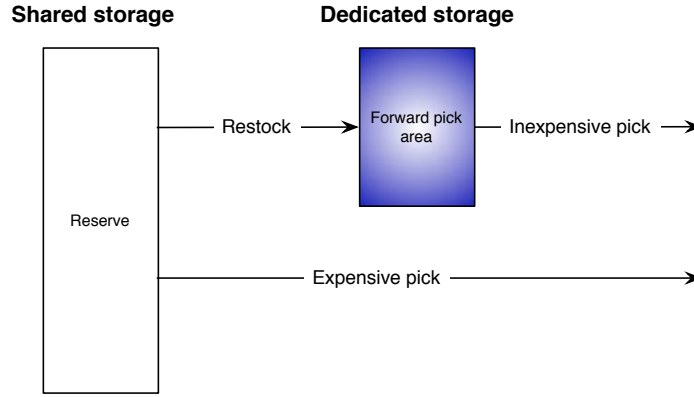 Shared storage
Dedicated storage
Restock
Forward pick
area
Inexpensive pick
Reserve
Expensive pick